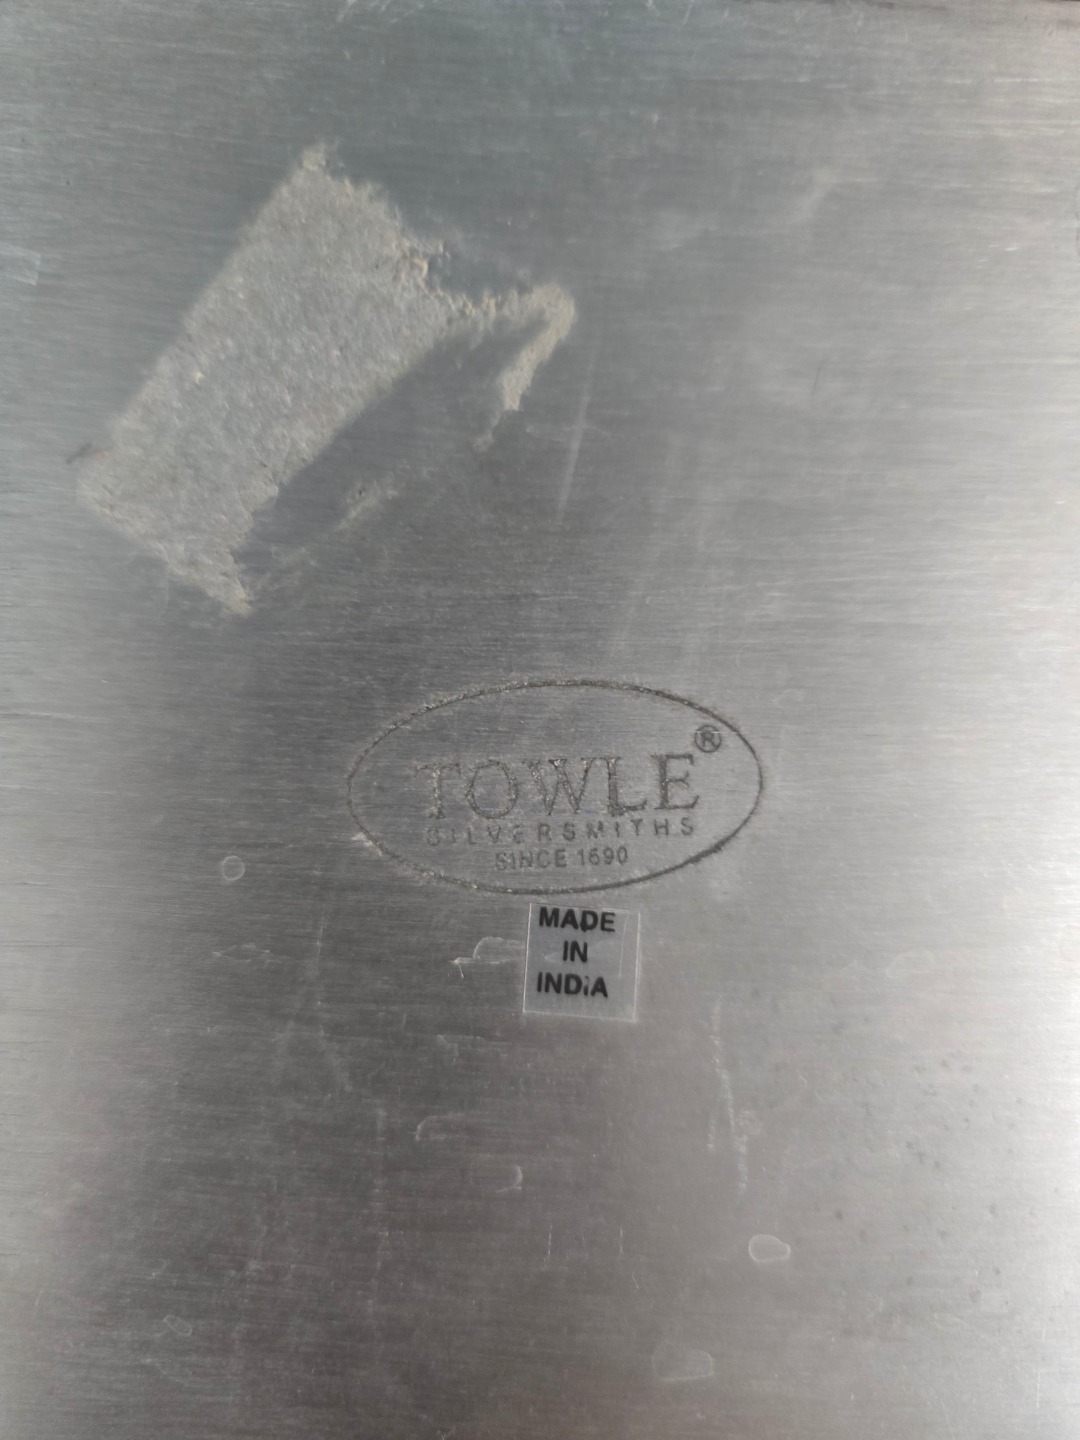 TOWLE®
SILVERSMITHS
SINCE 1690
MADE
IN
INDiA